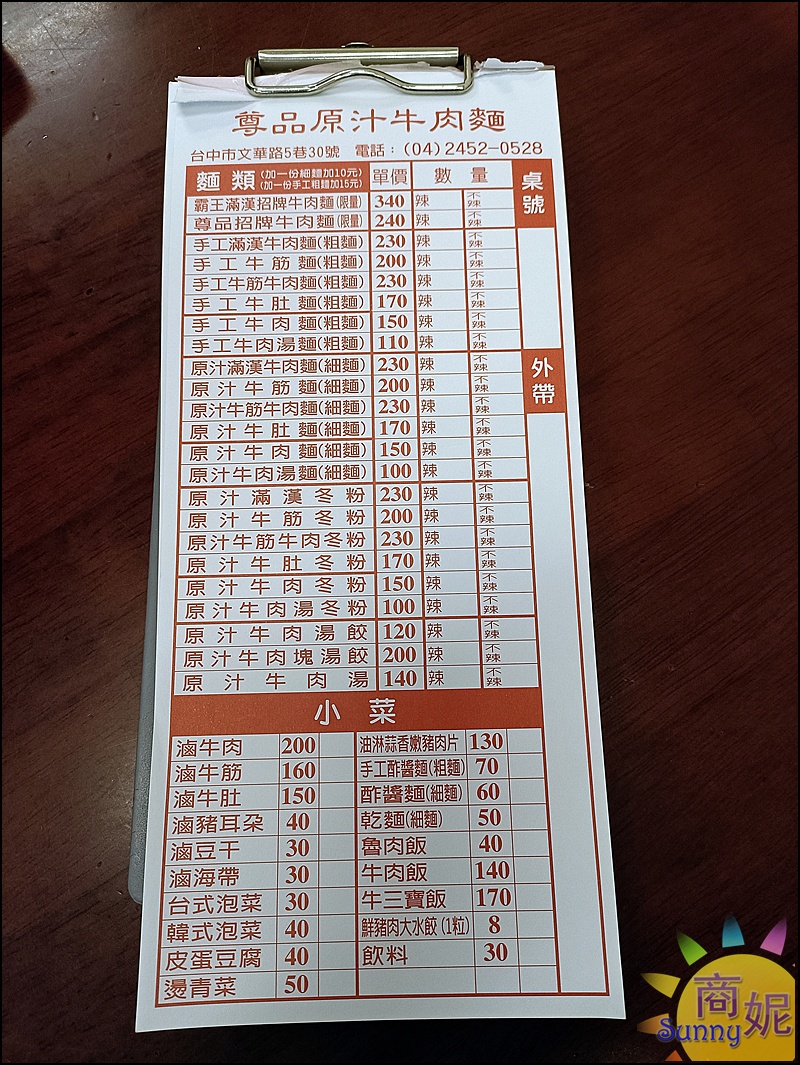 尊品原汁牛肉麵
台中市文華路5巷30號 電話：(04)2452-0528
麵類 (加一份細麵加10元) (加一份手工粗麵加15元) 單價 數量 桌號
霸王滿漢招牌牛肉麵(限量) 340 辣 不辣
尊品招牌牛肉麵(限量) 240 辣 不辣
手工滿漢牛肉麵(粗麵) 230 辣 不辣
手工牛筋麵(粗麵) 200 辣 不辣
手工牛筋牛肉麵(粗麵) 230 辣 不辣
手工牛肚麵(粗麵) 170 辣 不辣
手工牛肉麵(粗麵) 150 辣 不辣
手工牛肉湯麵(粗麵) 110 辣 不辣
外帶
原汁滿漢牛肉麵(細麵) 230 辣 不辣
原汁牛筋麵(細麵) 200 辣 不辣
原汁牛筋牛肉麵(細麵) 230 辣 不辣
原汁牛肚麵(細麵) 170 辣 不辣
原汁牛肉麵(細麵) 150 辣 不辣
原汁牛肉湯麵(細麵) 100 辣 不辣
原汁滿漢冬粉 230 辣 不辣
原汁牛筋冬粉 200 辣 不辣
原汁牛筋牛肉冬粉 230 辣 不辣
原汁牛肚冬粉 170 辣 不辣
原汁牛肉冬粉 150 辣 不辣
原汁牛肉湯冬粉 100 辣 不辣
原汁牛肉湯餃 120 辣 不辣
原汁牛肉塊湯餃 200 辣 不辣
原汁牛肉湯 140 辣 不辣
小菜
滷牛肉 200 油淋蒜香嫩豬肉片 130
滷牛筋 160 手工酢醬麵(粗麵) 70
滷牛肚 150 酢醬麵(細麵) 60
滷豬耳朶 40 乾麵(細麵) 50
滷豆干 30 魯肉飯 40
滷海帶 30 牛肉飯 140
台式泡菜 30 牛三寶飯 170
韓式泡菜 40 鮮豬肉大水餃(1粒) 8
皮蛋豆腐 40 飲料 30
燙青菜 50
商妮
Sunny